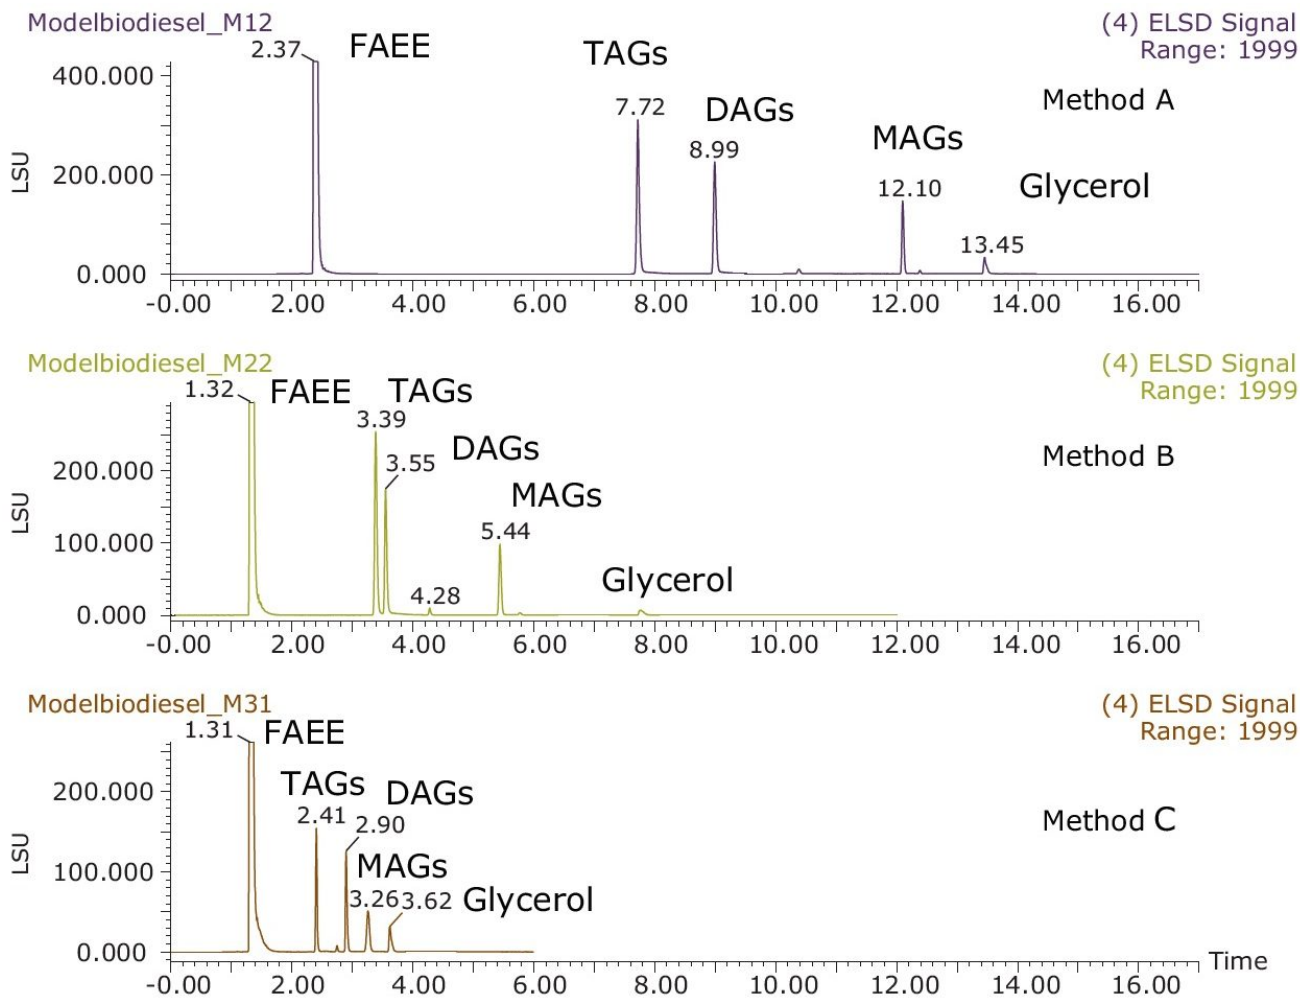 Modelbiodiesel_M12
(4) ELSD Signal
Range: 1999
2.37
FAEE
TAGs
7.72
DAGs
8.99
MAGs
12.10
Glycerol
13.45
Method A
LSU
400.000
200.000
0.000
-0.00 2.00 4.00 6.00 8.00 10.00 12.00 14.00 16.00
Modelbiodiesel_M22
(4) ELSD Signal
Range: 1999
1.32
FAEE
TAGs
3.39
DAGs
3.55
MAGs
4.28
5.44
Glycerol
Method B
LSU
200.000
100.000
0.000
-0.00 2.00 4.00 6.00 8.00 10.00 12.00 14.00 16.00
Modelbiodiesel_M31
(4) ELSD Signal
Range: 1999
1.31
FAEE
TAGs
2.41
DAGs
2.90
MAGs
3.26
3.62
Glycerol
Method C
LSU
200.000
100.000
0.000
Time
-0.00 2.00 4.00 6.00 8.00 10.00 12.00 14.00 16.00